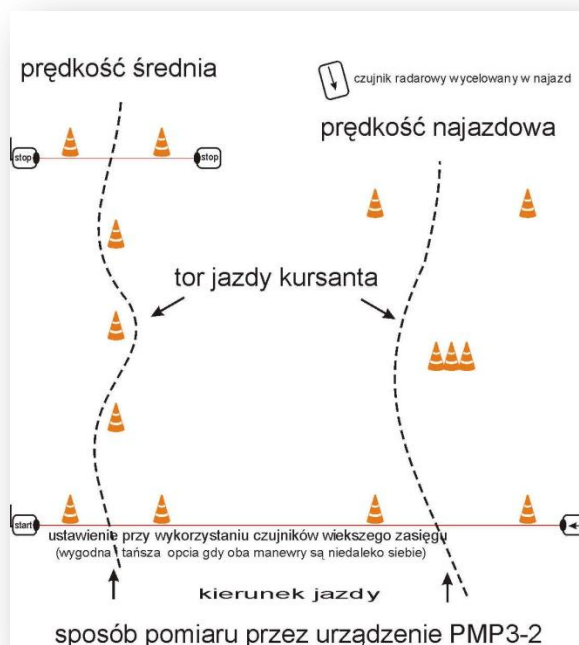 prędkość średnia
czujnik radarowy wycelowany w najazd
prędkość najazdowa
stop
stop
tor jazdy kursanta
start
ustawienie przy wykorzystaniu czujników wiekszego zasięgu
(wygodna i tańsza opcia gdy oba manewry są niedaleko siebie)
kierunek jazdy
sposób pomiaru przez urządzenie PMP3-2